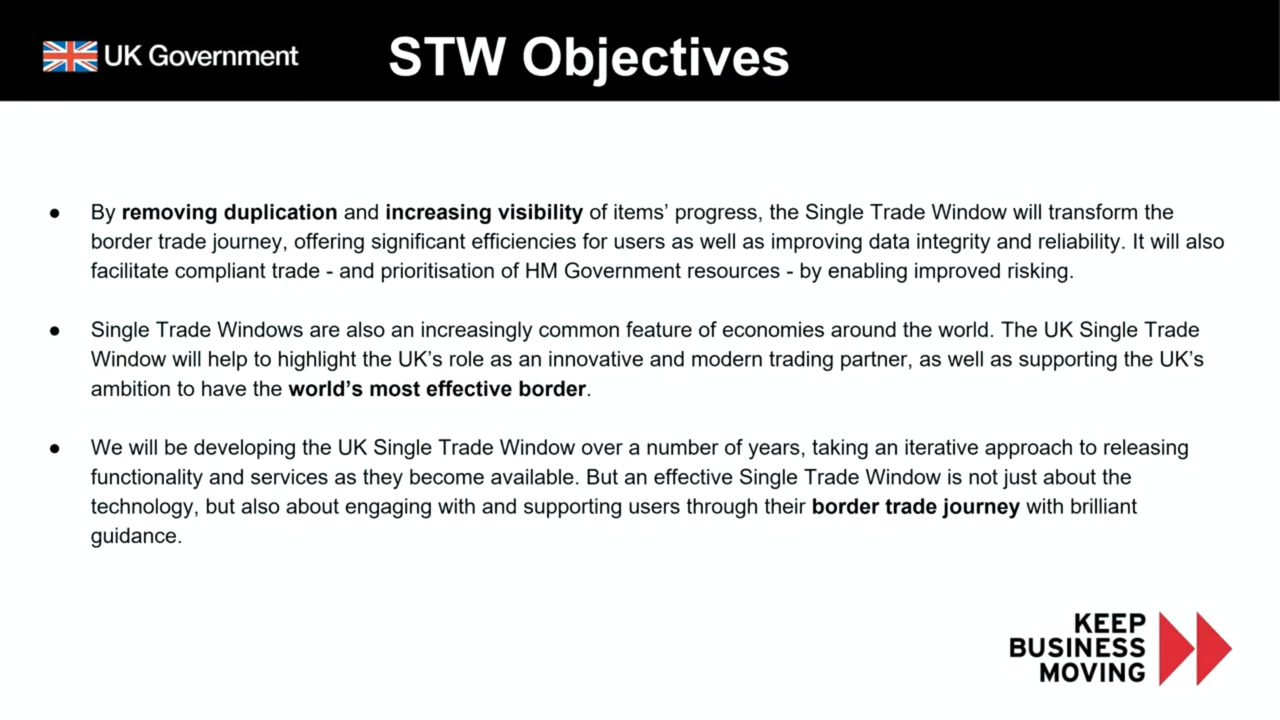 UK Government
STW Objectives
● By removing duplication and increasing visibility of items’ progress, the Single Trade Window will transform the
border trade journey, offering significant efficiencies for users as well as improving data integrity and reliability. It will also
facilitate compliant trade - and prioritisation of HM Government resources - by enabling improved risking.
● Single Trade Windows are also an increasingly common feature of economies around the world. The UK Single Trade
Window will help to highlight the UK’s role as an innovative and modern trading partner, as well as supporting the UK’s
ambition to have the world’s most effective border.
● We will be developing the UK Single Trade Window over a number of years, taking an iterative approach to releasing
functionality and services as they become available. But an effective Single Trade Window is not just about the
technology, but also about engaging with and supporting users through their border trade journey with brilliant
guidance.
KEEP
BUSINESS
MOVING